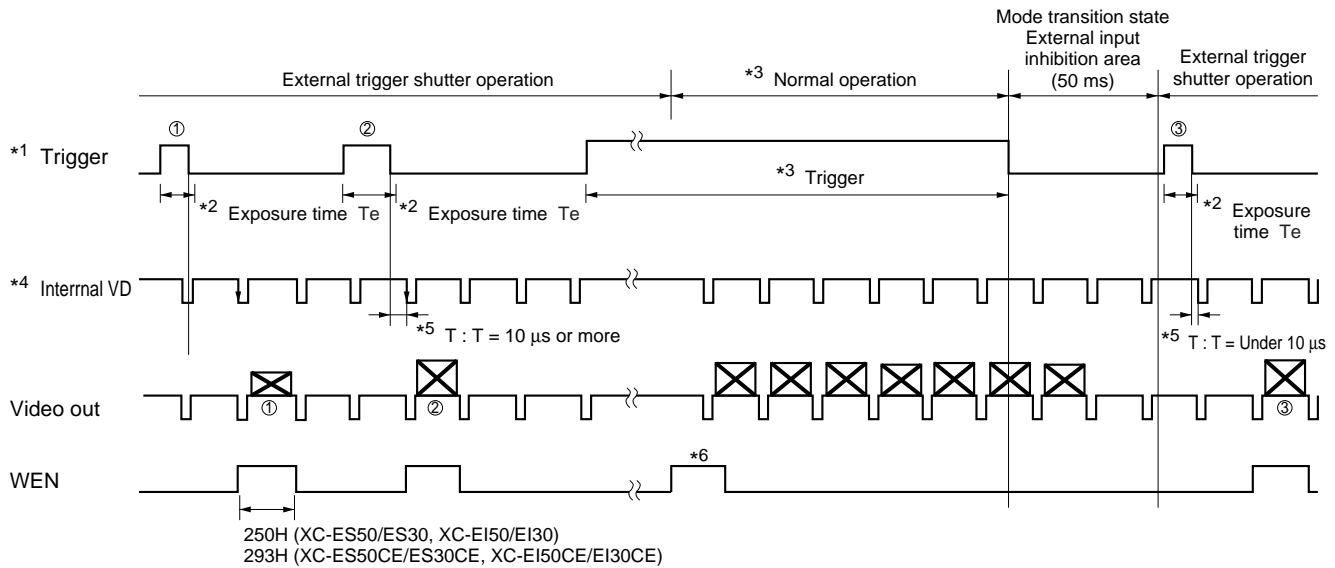 Mode transition state
External input
inhibition area
(50 ms)
External trigger shutter operation
*3 Normal operation
External trigger
shutter operation
① ② ③
*1 Trigger
*3 Trigger
*2 Exposure time Te
*2 Exposure time Te
*2 Exposure
time Te
*4 Interrnal VD
*5 T : T = 10 μs or more
*5 T : T = Under 10 μs
Video out
① ② ③
WEN
*6
250H (XC-ES50/ES30, XC-EI50/EI30)
293H (XC-ES50CE/ES30CE, XC-EI50CE/EI30CE)